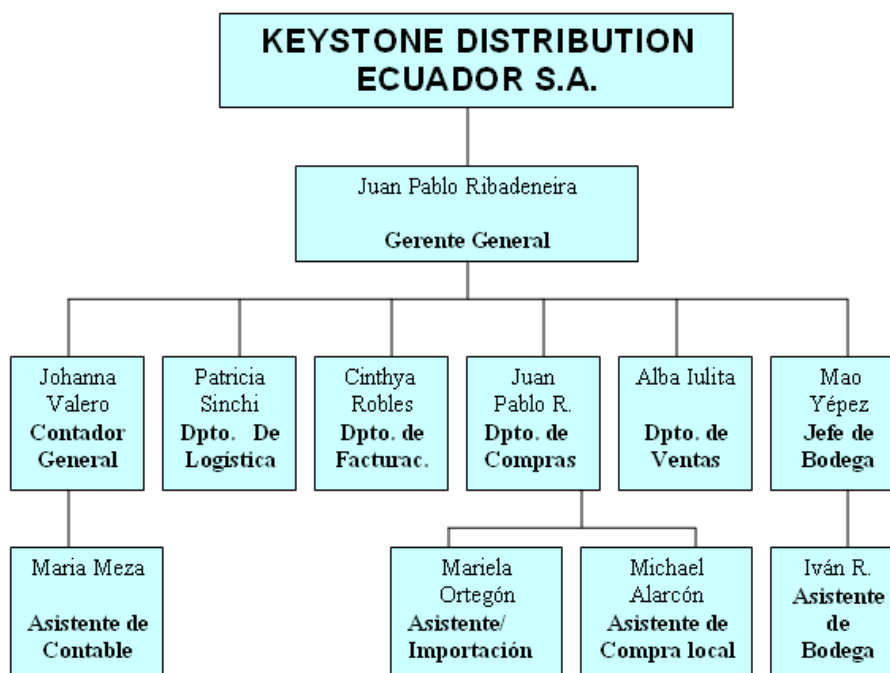 KEYSTONE DISTRIBUTION
ECUADOR S.A.
Juan Pablo Ribadeneira
Gerente General
Johanna
Valero
Contador
General
Patricia
Sinchi
Dpto. De
Logística
Cinthya
Robles
Dpto. de
Facturac.
Juan
Pablo R.
Dpto. de
Compras
Alba Iulita
Dpto. de
Ventas
Mao
Yépez
Jefe de
Bodega
Maria Meza
Asistente de
Contable
Mariela
Ortegón
Asistente/
Importación
Michael
Alarcón
Asistente de
Compra local
Iván R.
Asistente
de
Bodega